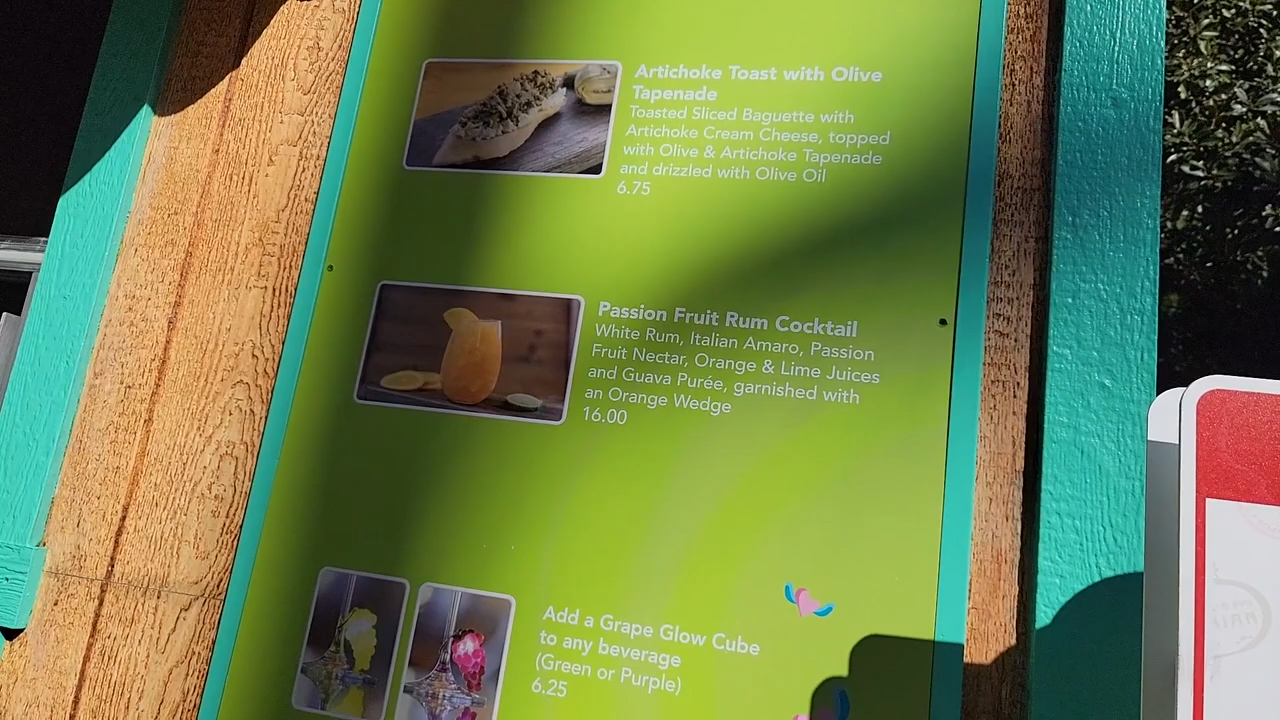 Artichoke Toast with Olive
Tapenade
Toasted Sliced Baguette with
Artichoke Cream Cheese, topped
with Olive & Artichoke Tapenade
and drizzled with Olive Oil
6.75
Passion Fruit Rum Cocktail
White Rum, Italian Amaro, Passion
Fruit Nectar, Orange & Lime Juices
and Guava Purée, garnished with
an Orange Wedge
16.00
Add a Grape Glow Cube
to any beverage
(Green or Purple)
6.25